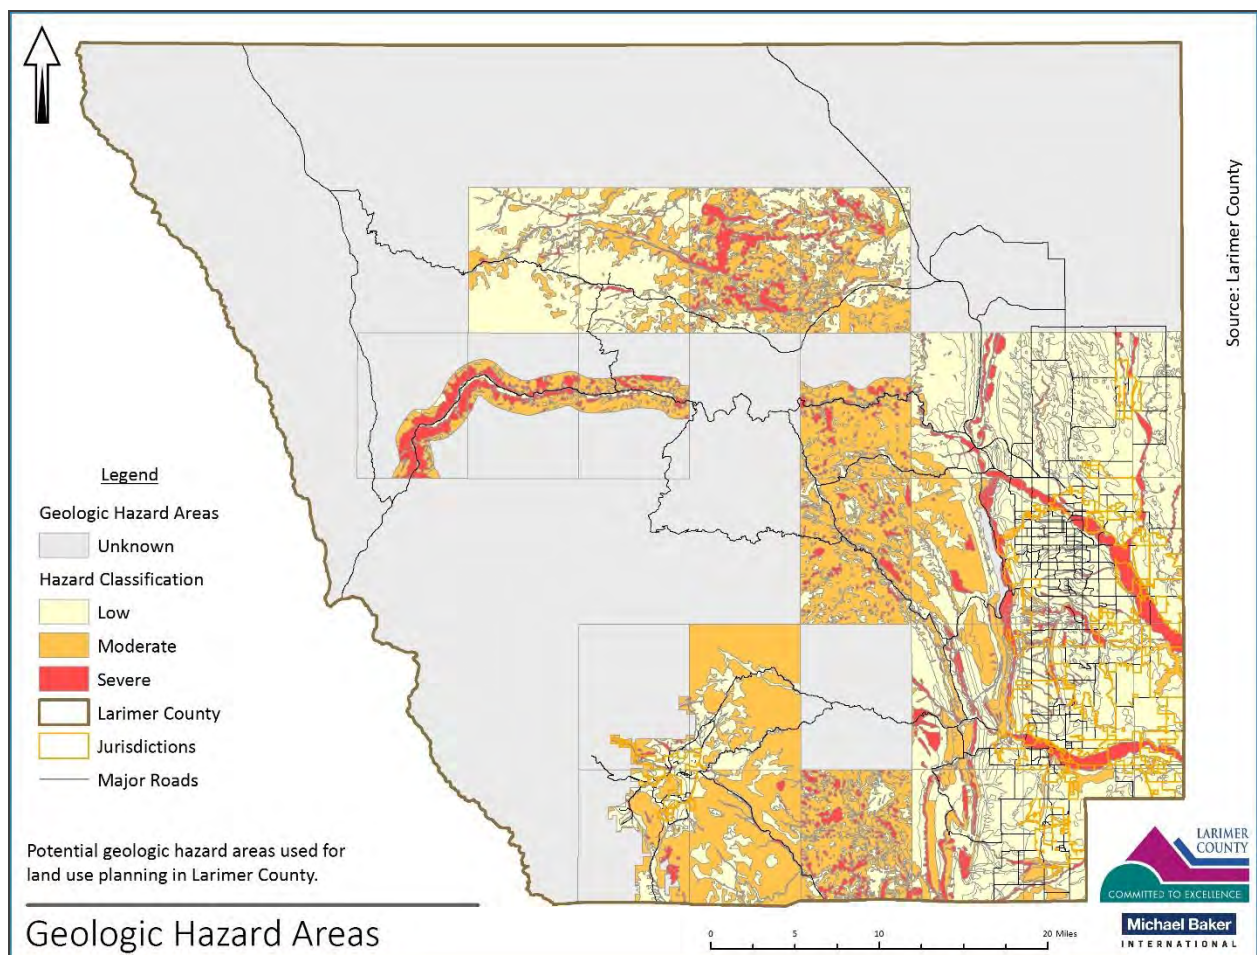 Source: Larimer County
Legend
Geologic Hazard Areas
Unknown
Hazard Classification
Low
Moderate
Severe
Larimer County
Jurisdictions
Major Roads
Potential geologic hazard areas used for
land use planning in Larimer County.
Geologic Hazard Areas
0 5 10 20 Miles
LARIMER
COUNTY
COMMITTED TO EXCELLENCE
Michael Baker
INTERNATIONAL